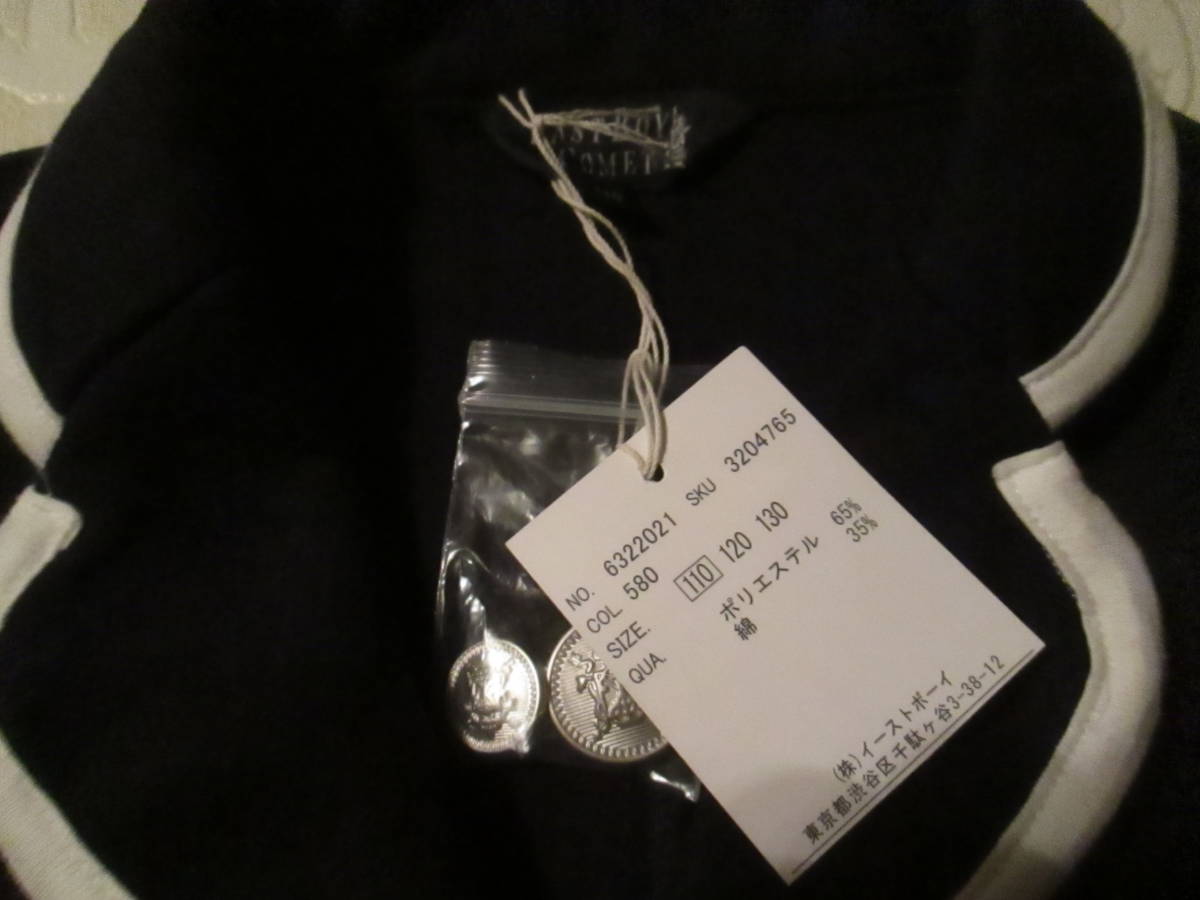 COMET
NO. 6322021 SKU 3204765
COL 580
SIZE. 110 120 130
QUA. ポリエステル 65%
綿 35%
(株)イーストボーイ
東京都渋谷区千駄ヶ谷3-38-12